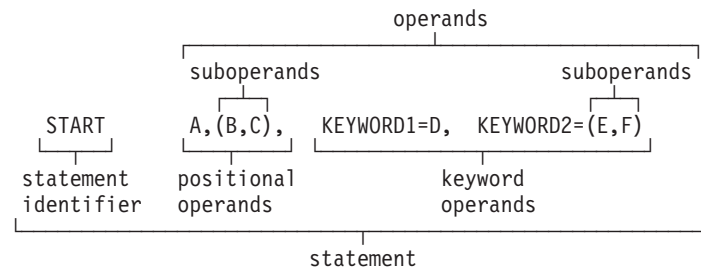 operands
suboperands suboperands
START A,(B,C), KEYWORD1=D, KEYWORD2=(E,F)
statement positional keyword
identifier operands operands
statement